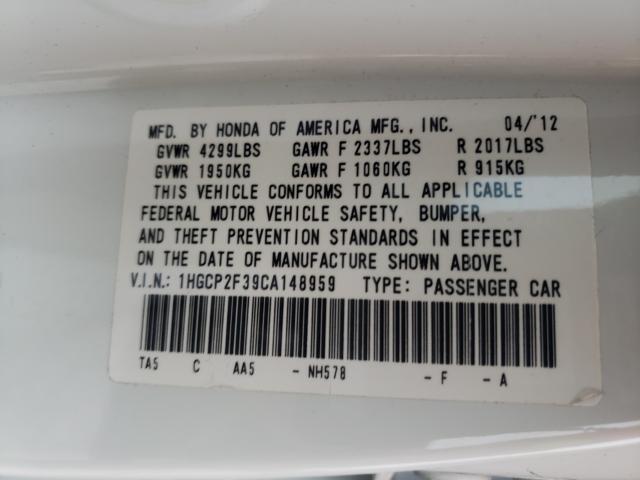 MFD. BY HONDA OF AMERICA MFG., INC. 04/'12
GVWR 4299LBS GAWR F 2337LBS R 2017LBS
GVWR 1950KG GAWR F 1060KG R 915KG
THIS VEHICLE CONFORMS TO ALL APPLICABLE
FEDERAL MOTOR VEHICLE SAFETY, BUMPER,
AND THEFT PREVENTION STANDARDS IN EFFECT
ON THE DATE OF MANUFACTURE SHOWN ABOVE.
V.I.N.: 1HGCP2F39CA148959 TYPE: PASSENGER CAR
TA5 C AA5 - NH578 - F - A